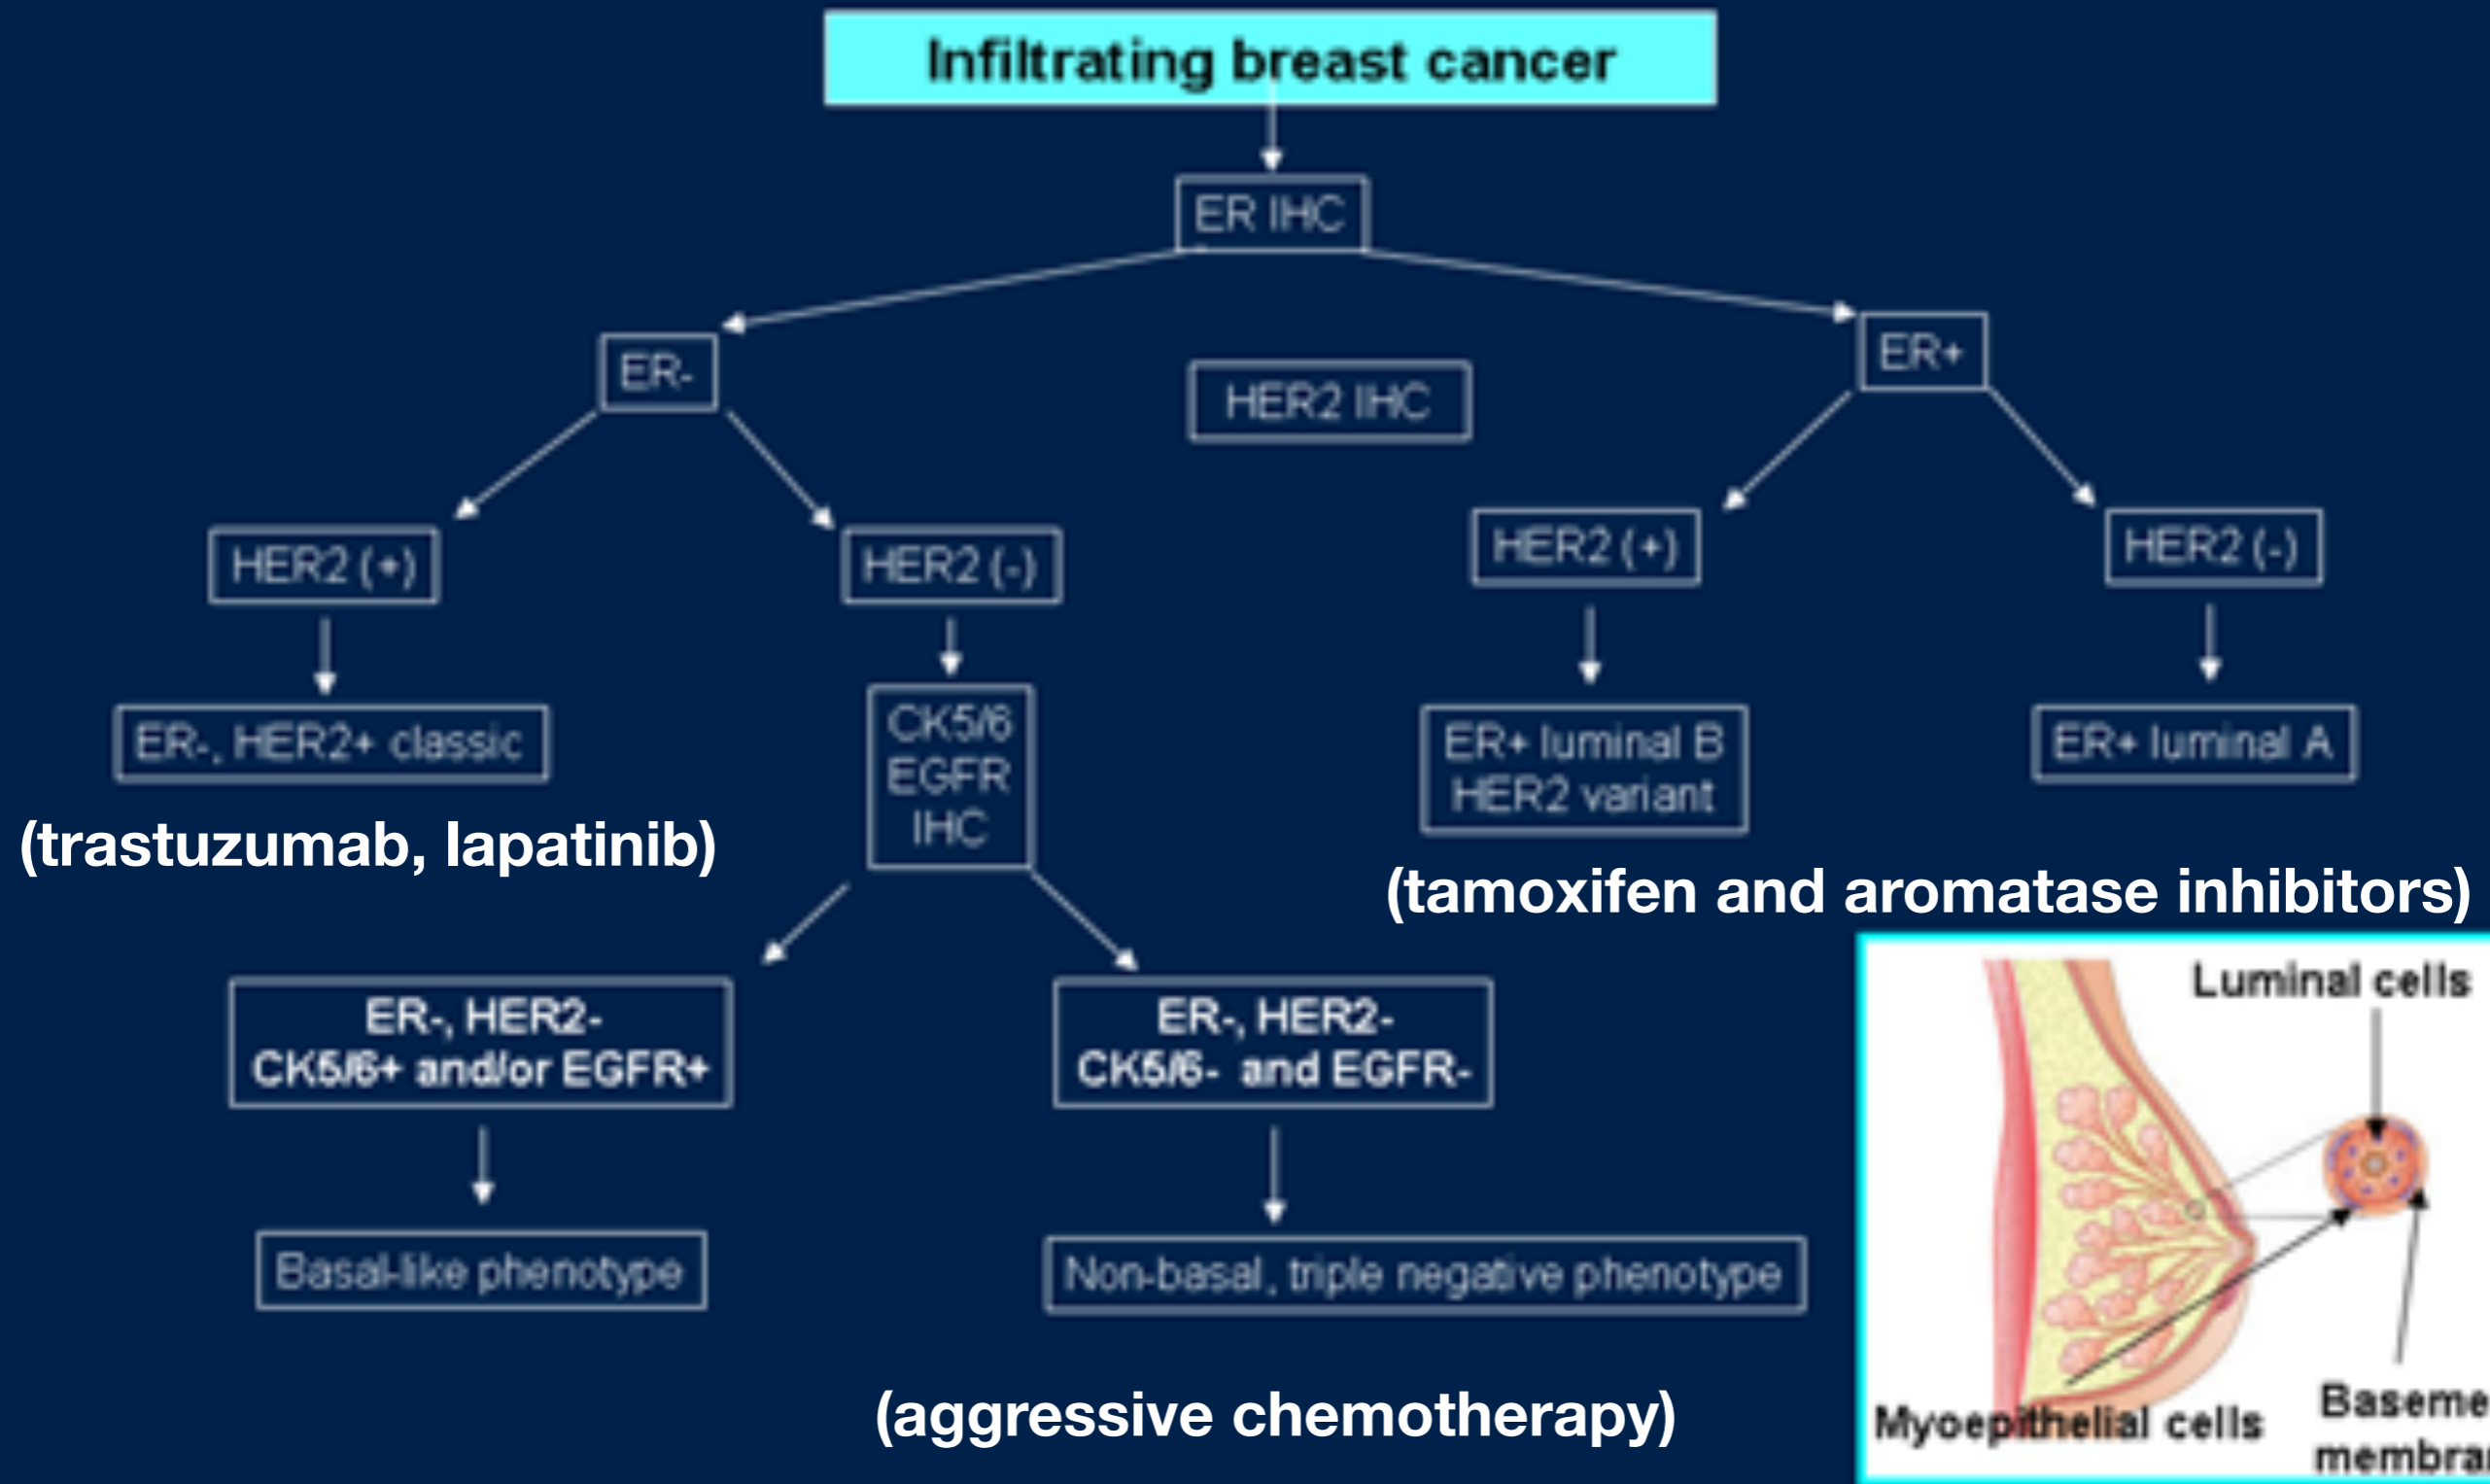 Infiltrating breast cancer
ER IHC
ER-
HER2 IHC
ER+
HER2 (+)
HER2 (-)
HER2 (+)
HER2 (-)
ER-, HER2+ classic
CK5/6
EGFR
IHC
ER+ luminal B
HER2 variant
ER+ luminal A
(trastuzumab, lapatinib)
(tamoxifen and aromatase inhibitors)
ER-, HER2-
CK5/6+ and/or EGFR+
ER-, HER2-
CK5/6- and EGFR-
Basal-like phenotype
Non-basal, triple negative phenotype
(aggressive chemotherapy)
Luminal cells
Myoepithelial cells
Baseme
membra